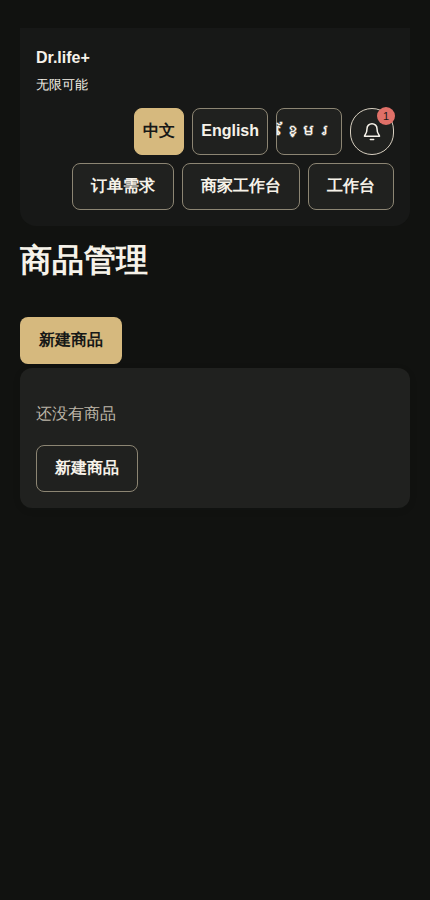 Dr.life+
无限可能
中文 English ខ្មែរ 1
订单需求 商家工作台 工作台
商品管理
新建商品
还没有商品
新建商品